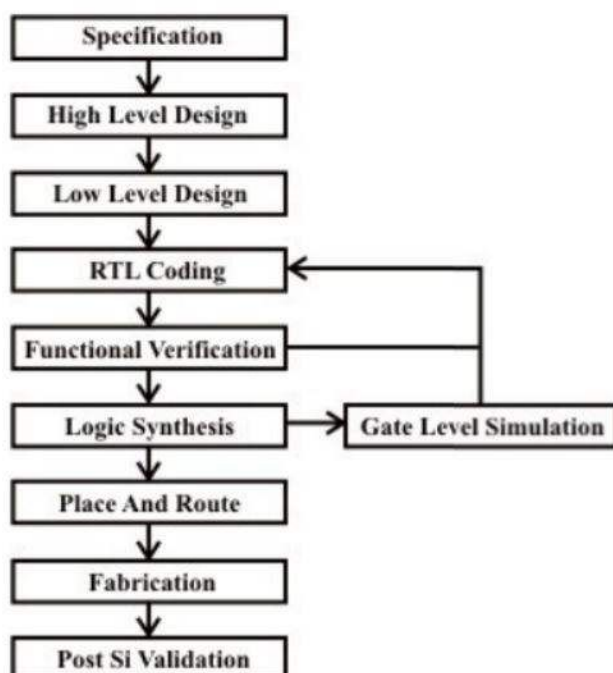 Specification
High Level Design
Low Level Design
RTL Coding
Functional Verification
Logic Synthesis
Gate Level Simulation
Place And Route
Fabrication
Post Si Validation